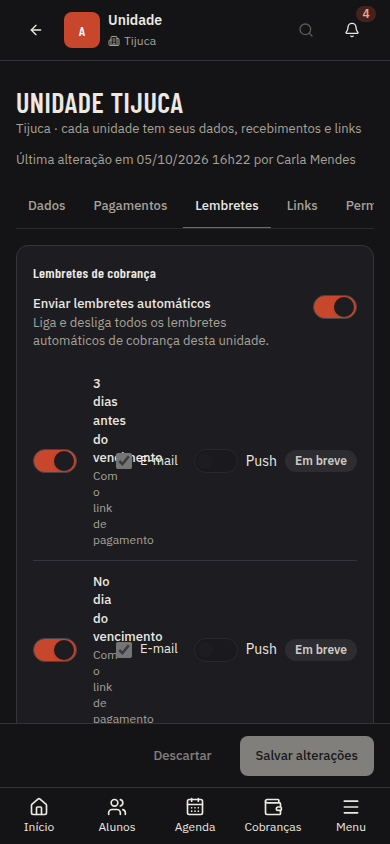 A
Unidade
Tijuca
4
UNIDADE TIJUCA
Tijuca · cada unidade tem seus dados, recebimentos e links
Última alteração em 05/10/2026 16h22 por Carla Mendes
Dados Pagamentos Lembretes Links Perm
Lembretes de cobrança
Enviar lembretes automáticos
Liga e desliga todos os lembretes
automáticos de cobrança desta unidade.
3
dias
antes
do
vencimento
Com
o
link
de
pagamento
E-mail Push Em breve
No
dia
do
vencimento
Com
o
link
de
pagamento
E-mail Push Em breve
Descartar Salvar alterações
Início Alunos Agenda Cobranças Menu